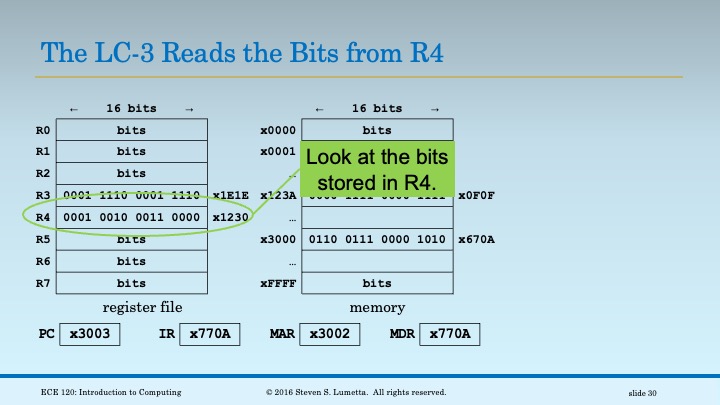 The LC-3 Reads the Bits from R4
← 16 bits → ← 16 bits →
R0 bits x0000 bits
R1 bits x0001
Look at the bits
stored in R4.
R2 bits
R3 0001 1110 0001 1110 x1E1E x123A x0F0F
R4 0001 0010 0011 0000 x1230 …
R5 bits x3000 0110 0111 0000 1010 x670A
R6 bits …
R7 bits xFFFF bits
register file memory
PC x3003 IR x770A MAR x3002 MDR x770A
ECE 120: Introduction to Computing © 2016 Steven S. Lumetta. All rights reserved. slide 30